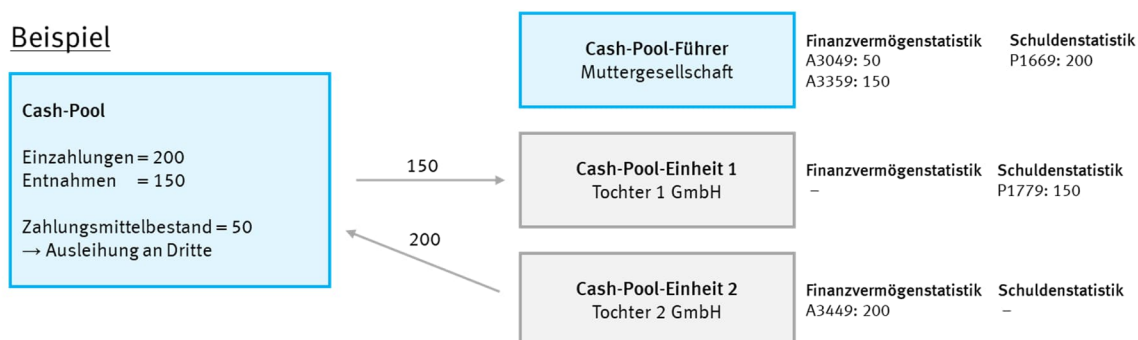 Beispiel
Cash-Pool
Einzahlungen = 200
Entnahmen = 150
Zahlungsmittelbestand = 50
→ Ausleihung an Dritte
150
200
Cash-Pool-Führer
Muttergesellschaft
Finanzvermögenstatistik
A3049: 50
A3359: 150
Schuldenstatistik
P1669: 200
Cash-Pool-Einheit 1
Tochter 1 GmbH
Finanzvermögenstatistik
–
Schuldenstatistik
P1779: 150
Cash-Pool-Einheit 2
Tochter 2 GmbH
Finanzvermögenstatistik
A3449: 200
Schuldenstatistik
–